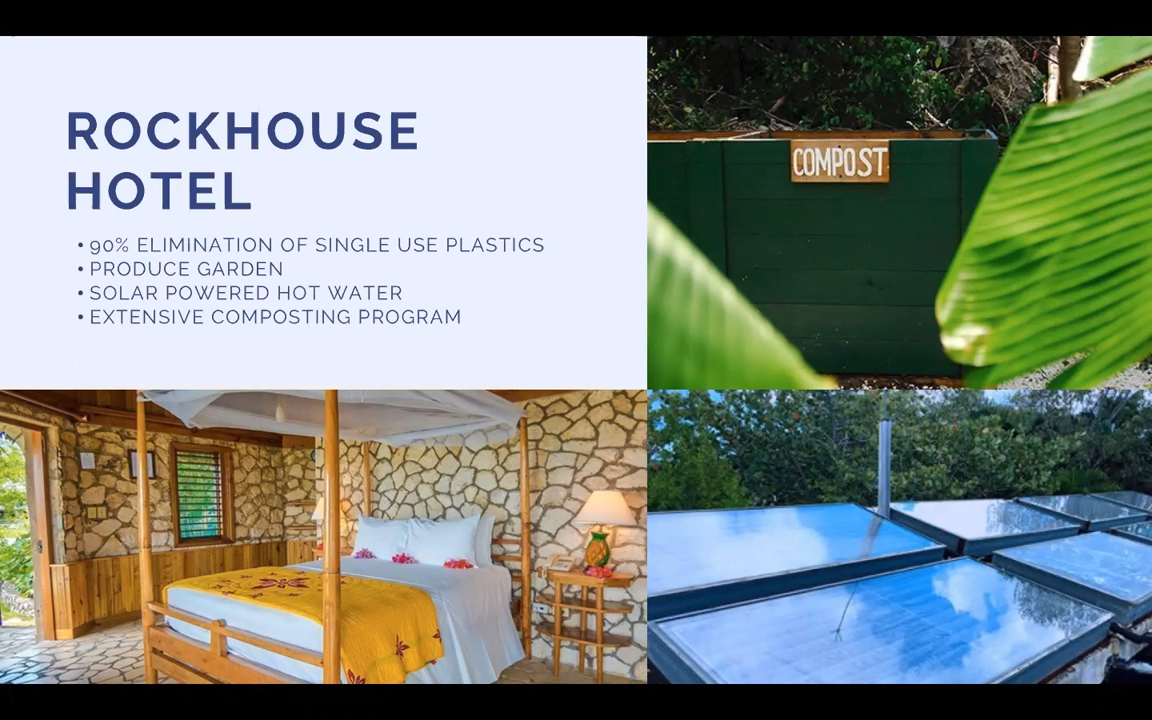 ROCKHOUSE
HOTEL
• 90% ELIMINATION OF SINGLE USE PLASTICS
• PRODUCE GARDEN
• SOLAR POWERED HOT WATER
• EXTENSIVE COMPOSTING PROGRAM
COMPOST